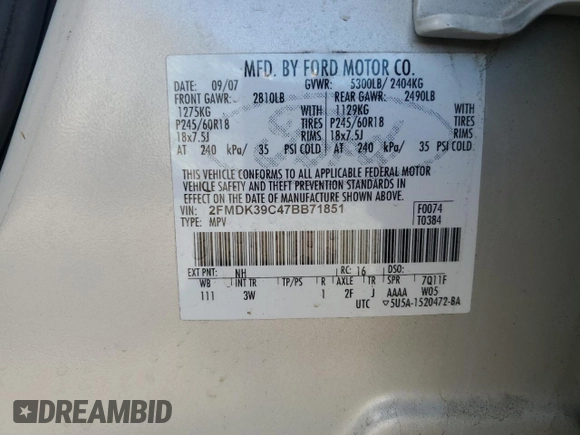 MFD. BY FORD MOTOR CO.
DATE: 09/07 GVWR: 5300LB/ 2404KG
FRONT GAWR: 2810LB REAR GAWR: 2490LB
1275KG WITH 1129KG WITH
P245/60R18 TIRES P245/60R18 TIRES
18x7.5J RIMS 18x7.5J RIMS
AT 240 kPa/ 35 PSI COLD AT 240 kPa/ 35 PSI COLD
THIS VEHICLE CONFORMS TO ALL APPLICABLE FEDERAL MOTOR
VEHICLE SAFETY AND THEFT PREVENTION STANDARDS IN
EFFECT ON THE DATE OF MANUFACTURE SHOWN ABOVE.
VIN: 2FMDK39C47BB71851 F0074
TYPE: MPV T0384
EXT PNT: NH RC: 16 DSO:
WB INT TR TP/PS R AXLE TR SPR 7Q11F
111 3W 1 2F J AAAA W05
UTC 5U5A-1520472-BA
DREAMBID